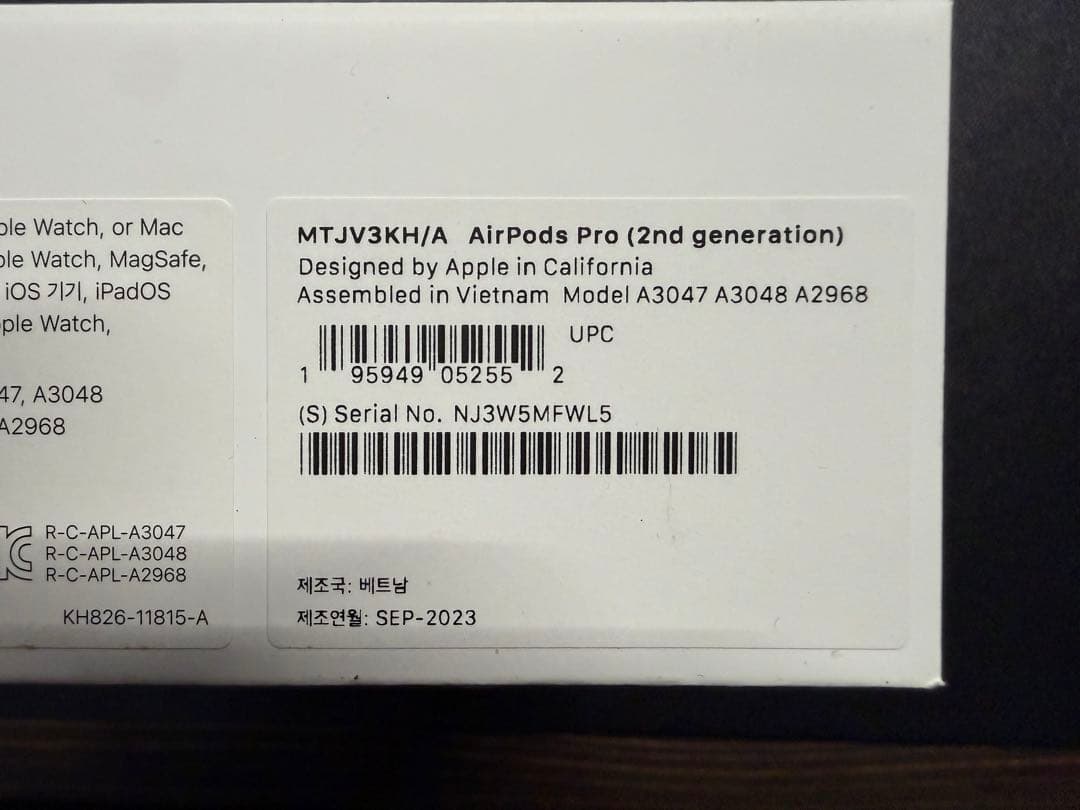 ple Watch, or Mac
ple Watch, MagSafe,
iOS 기기, iPadOS
pple Watch,
47, A3048
A2968
R-C-APL-A3047
R-C-APL-A3048
R-C-APL-A2968
KH826-11815-A
MTJV3KH/A AirPods Pro (2nd generation)
Designed by Apple in California
Assembled in Vietnam Model A3047 A3048 A2968
UPC
1 95949 05255 2
(S) Serial No. NJ3W5MFWL5
제조국: 베트남
제조연월: SEP-2023